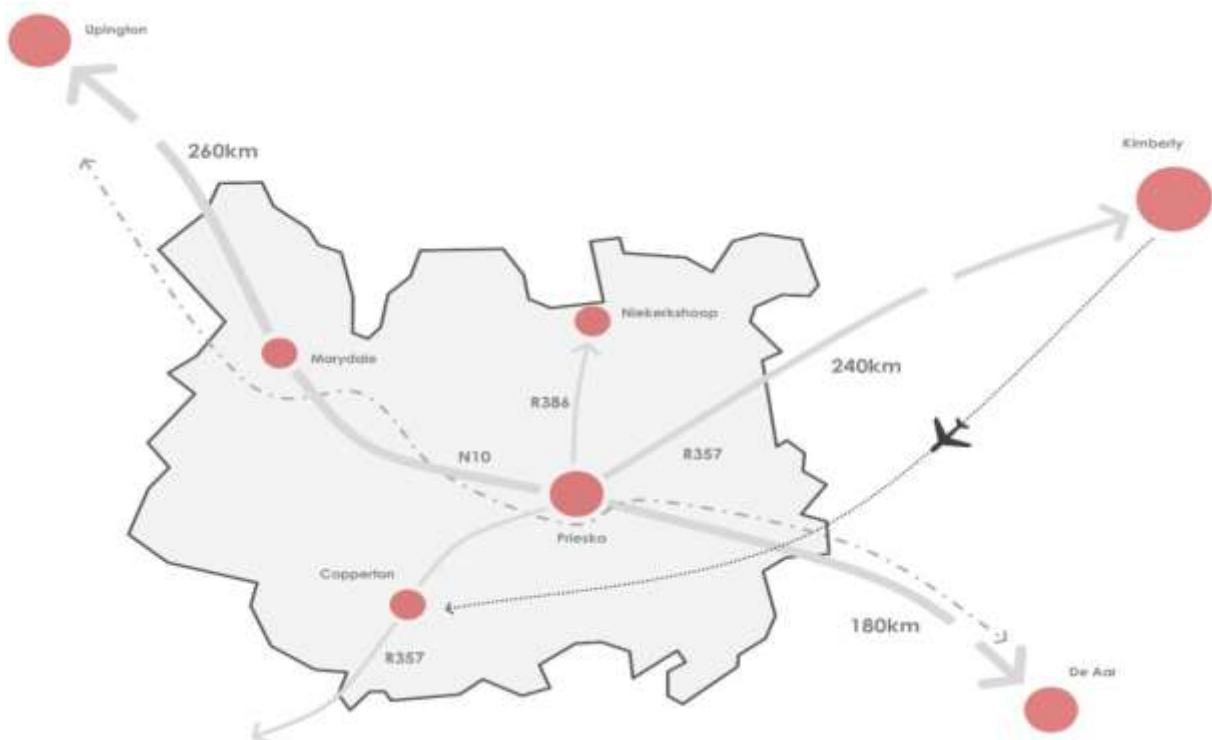 Upington
260km
Kimberly
Niekerkshoop
Marydale
240km
R386
R357
N10
Prieska
Copperton
180km
R357
De Aar